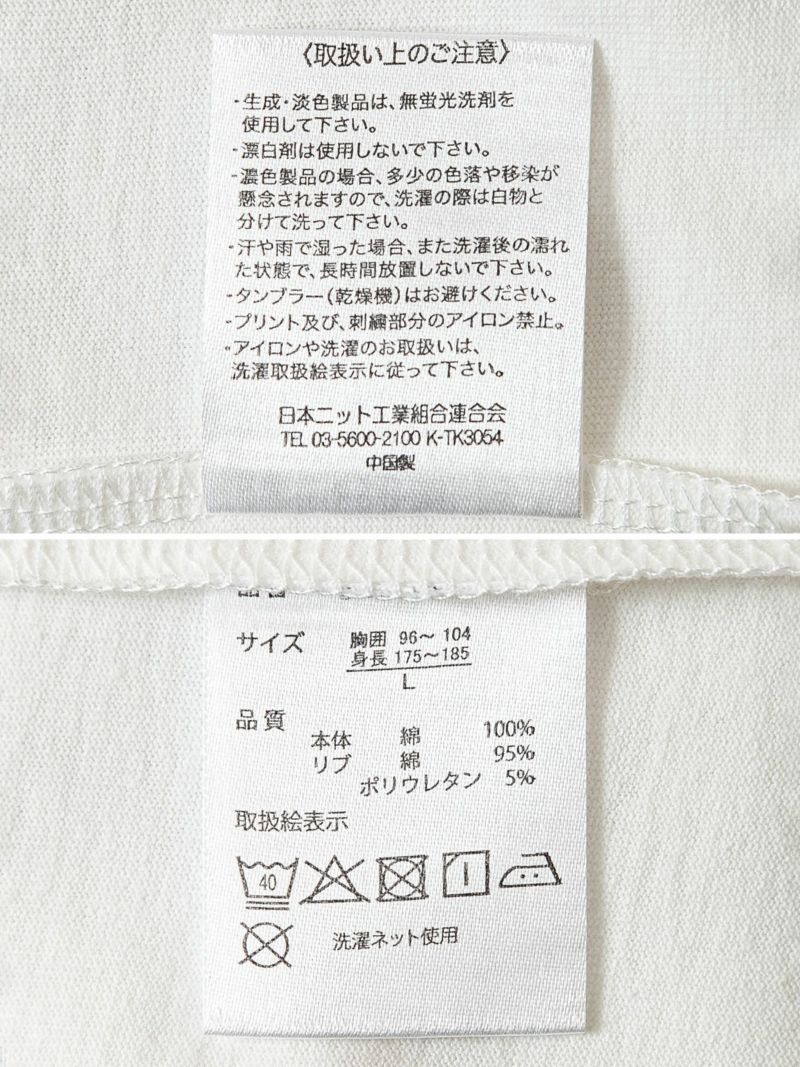 〈取扱い上のご注意〉
・生成・淡色製品は、無蛍光洗剤を
使用して下さい。
・漂白剤は使用しないで下さい。
・濃色製品の場合、多少の色落や移染が
懸念されますので、洗濯の際は白物と
分けて洗って下さい。
・汗や雨で湿った場合、また洗濯後の濡れ
た状態で、長時間放置しないで下さい。
・タンブラー(乾燥機)はお避けください。
・プリント及び、刺繍部分のアイロン禁止。
・アイロンや洗濯のお取扱いは、
洗濯取扱絵表示に従って下さい。
日本ニット工業組合連合会
TEL 03-5600-2100 K-TK3054
中国製
サイズ 胸囲 96〜104
身長 175〜185
L
品質
本体 綿 100%
リブ 綿 95%
ポリウレタン 5%
取扱絵表示
40
洗濯ネット使用